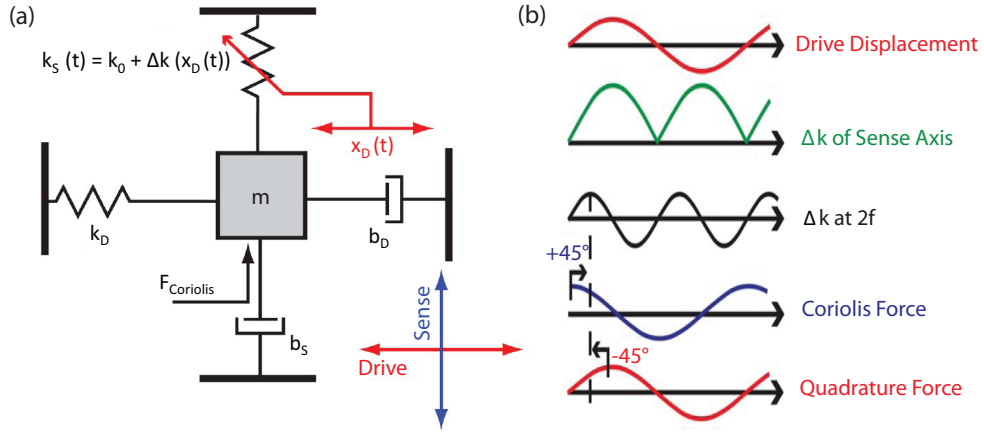 (a)
k_S (t) = k_0 + Δk (x_D(t))
x_D(t)
m
k_D
b_D
F_Coriolis
b_S
Sense
Drive
(b)
Drive Displacement
Δk of Sense Axis
Δk at 2f
+45°
Coriolis Force
-45°
Quadrature Force